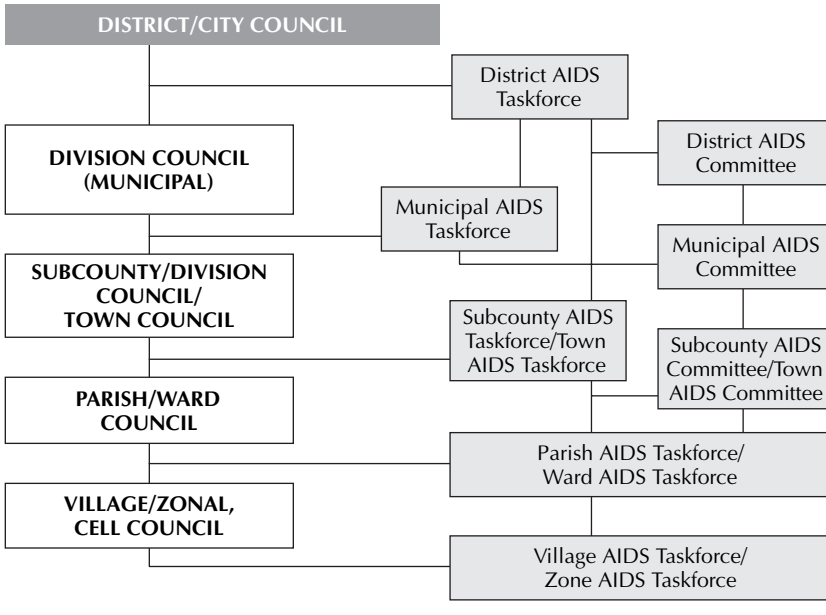 DISTRICT/CITY COUNCIL
District AIDS
Taskforce
DIVISION COUNCIL
(MUNICIPAL)
District AIDS
Committee
Municipal AIDS
Taskforce
Municipal AIDS
Committee
SUBCOUNTY/DIVISION
COUNCIL/
TOWN COUNCIL
Subcounty AIDS
Taskforce/Town
AIDS Taskforce
Subcounty AIDS
Committee/Town
AIDS Committee
PARISH/WARD
COUNCIL
Parish AIDS Taskforce/
Ward AIDS Taskforce
VILLAGE/ZONAL,
CELL COUNCIL
Village AIDS Taskforce/
Zone AIDS Taskforce